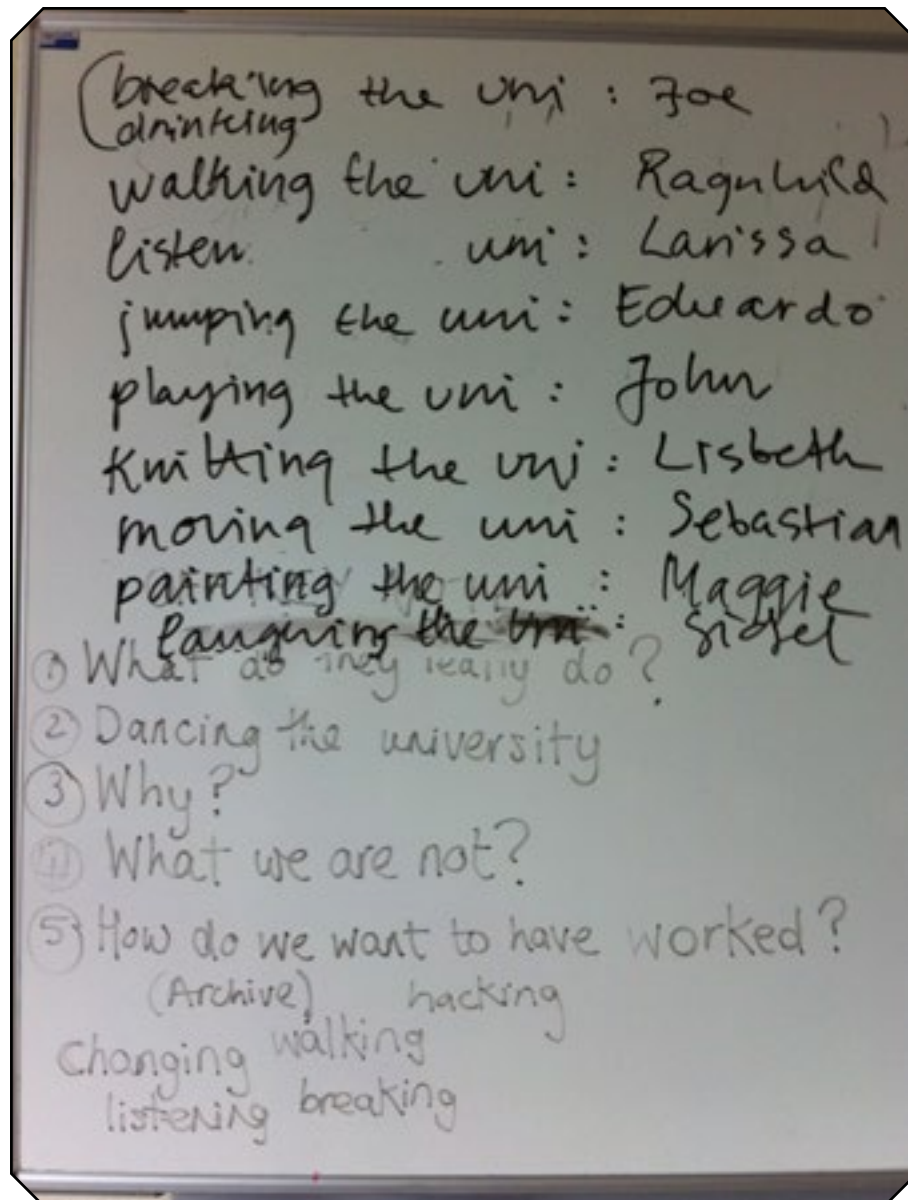 breaking the uni : Joe
drinking
walking the uni : Ragnhild
listen uni : Larissa
jumping the uni : Eduardo
playing the uni : John
Knitting the uni : Lisbeth
moving the uni : Sebastian
painting the uni : Maggie
laughing the uni : Sidsel
① What do they really do?
② Dancing the university
③ Why?
④ What we are not?
⑤ How do we want to have worked?
(Archive) hacking
Changing walking
listening breaking